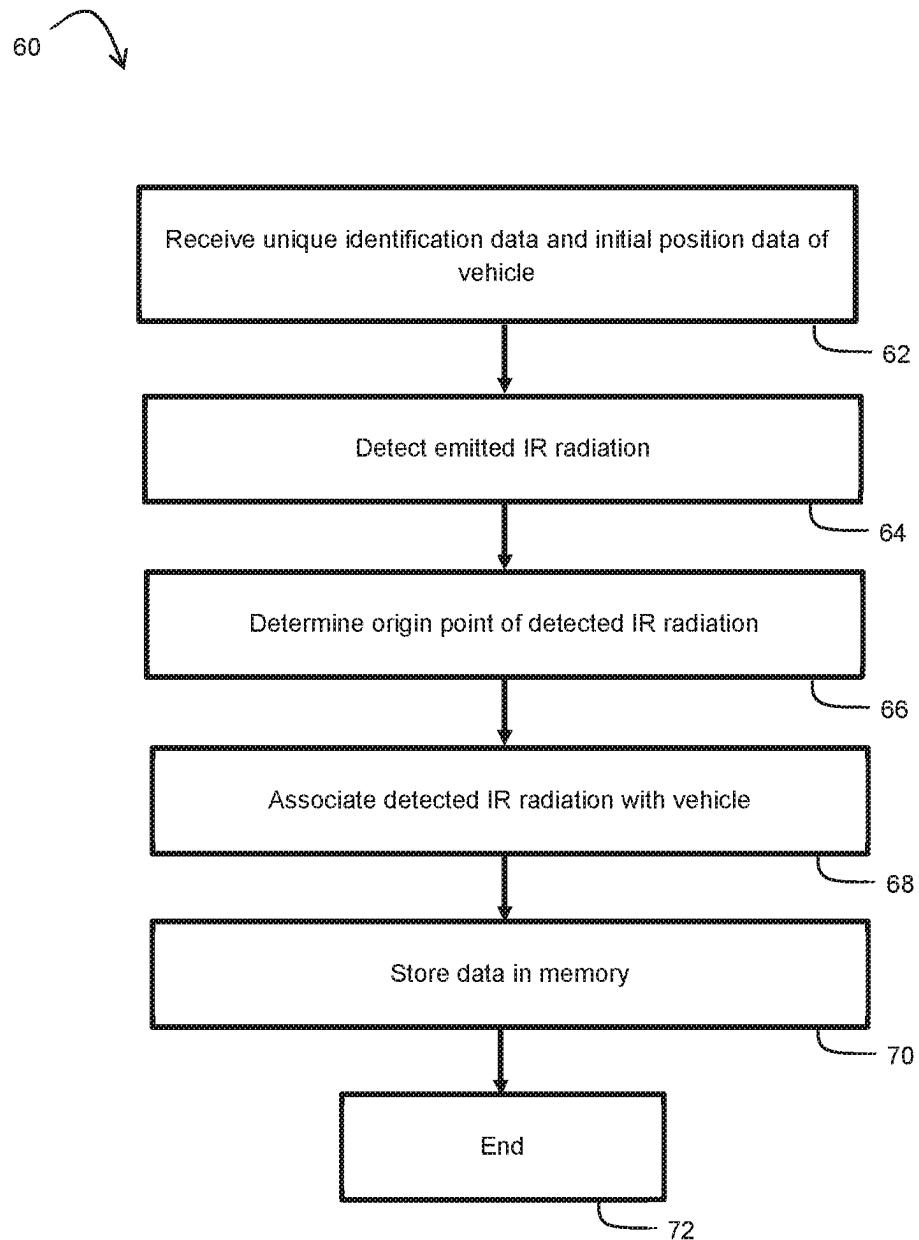 60
Receive unique identification data and initial position data of
vehicle
62
Detect emitted IR radiation
64
Determine origin point of detected IR radiation
66
Associate detected IR radiation with vehicle
68
Store data in memory
70
End
72